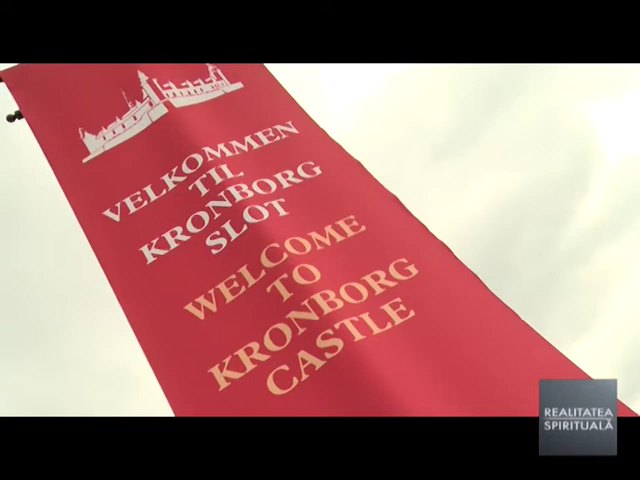 VELKOMMEN
TIL
KRONBORG
SLOT
WELCOME
TO
KRONBORG
CASTLE
REALITATEA
SPIRITUALĂ